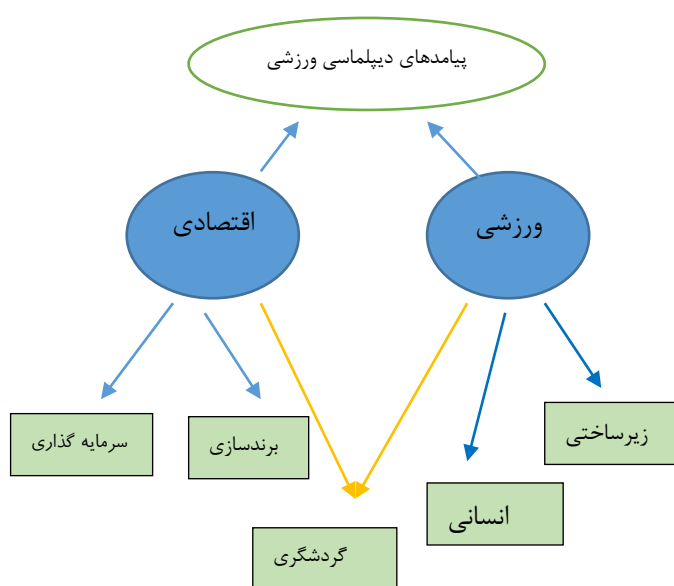 پیامدهای دیپلماسی ورزشی
ورزشی
اقتصادی
زیرساختی
انسانی
گردشگری
برندسازی
سرمایه گذاری